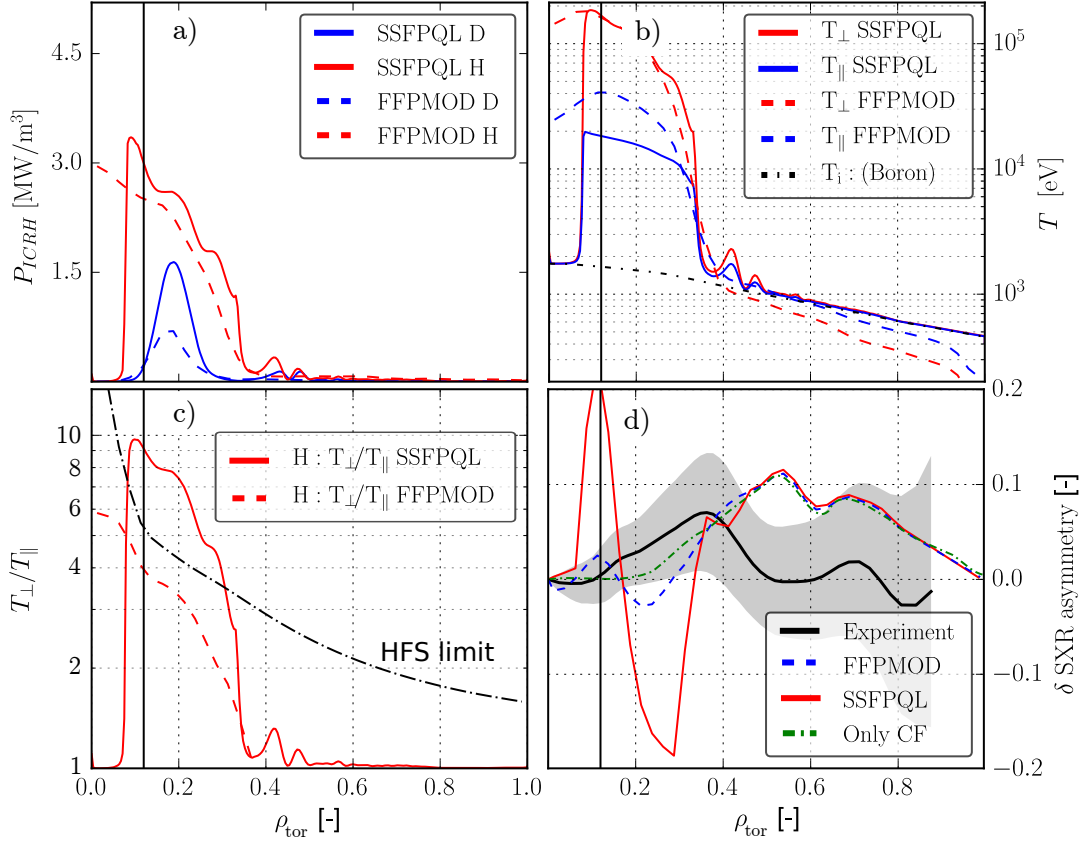 a)
SSFPQL D
SSFPQL H
FFPMOD D
FFPMOD H
4.5
3.0
1.5
P_ICRH [MW/m³]
b)
T⊥ SSFPQL
T∥ SSFPQL
T⊥ FFPMOD
T∥ FFPMOD
Tᵢ : (Boron)
10⁵
10⁴
10³
T [eV]
c)
H : T⊥/T∥ SSFPQL
H : T⊥/T∥ FFPMOD
HFS limit
10
8
6
4
2
1
T⊥/T∥
0.0 0.2 0.4 0.6 0.8 1.0
ρ_tor [-]
d)
Experiment
FFPMOD
SSFPQL
Only CF
0.2
0.1
0.0
−0.1
−0.2
δ SXR asymmetry [-]
0.2 0.4 0.6 0.8
ρ_tor [-]